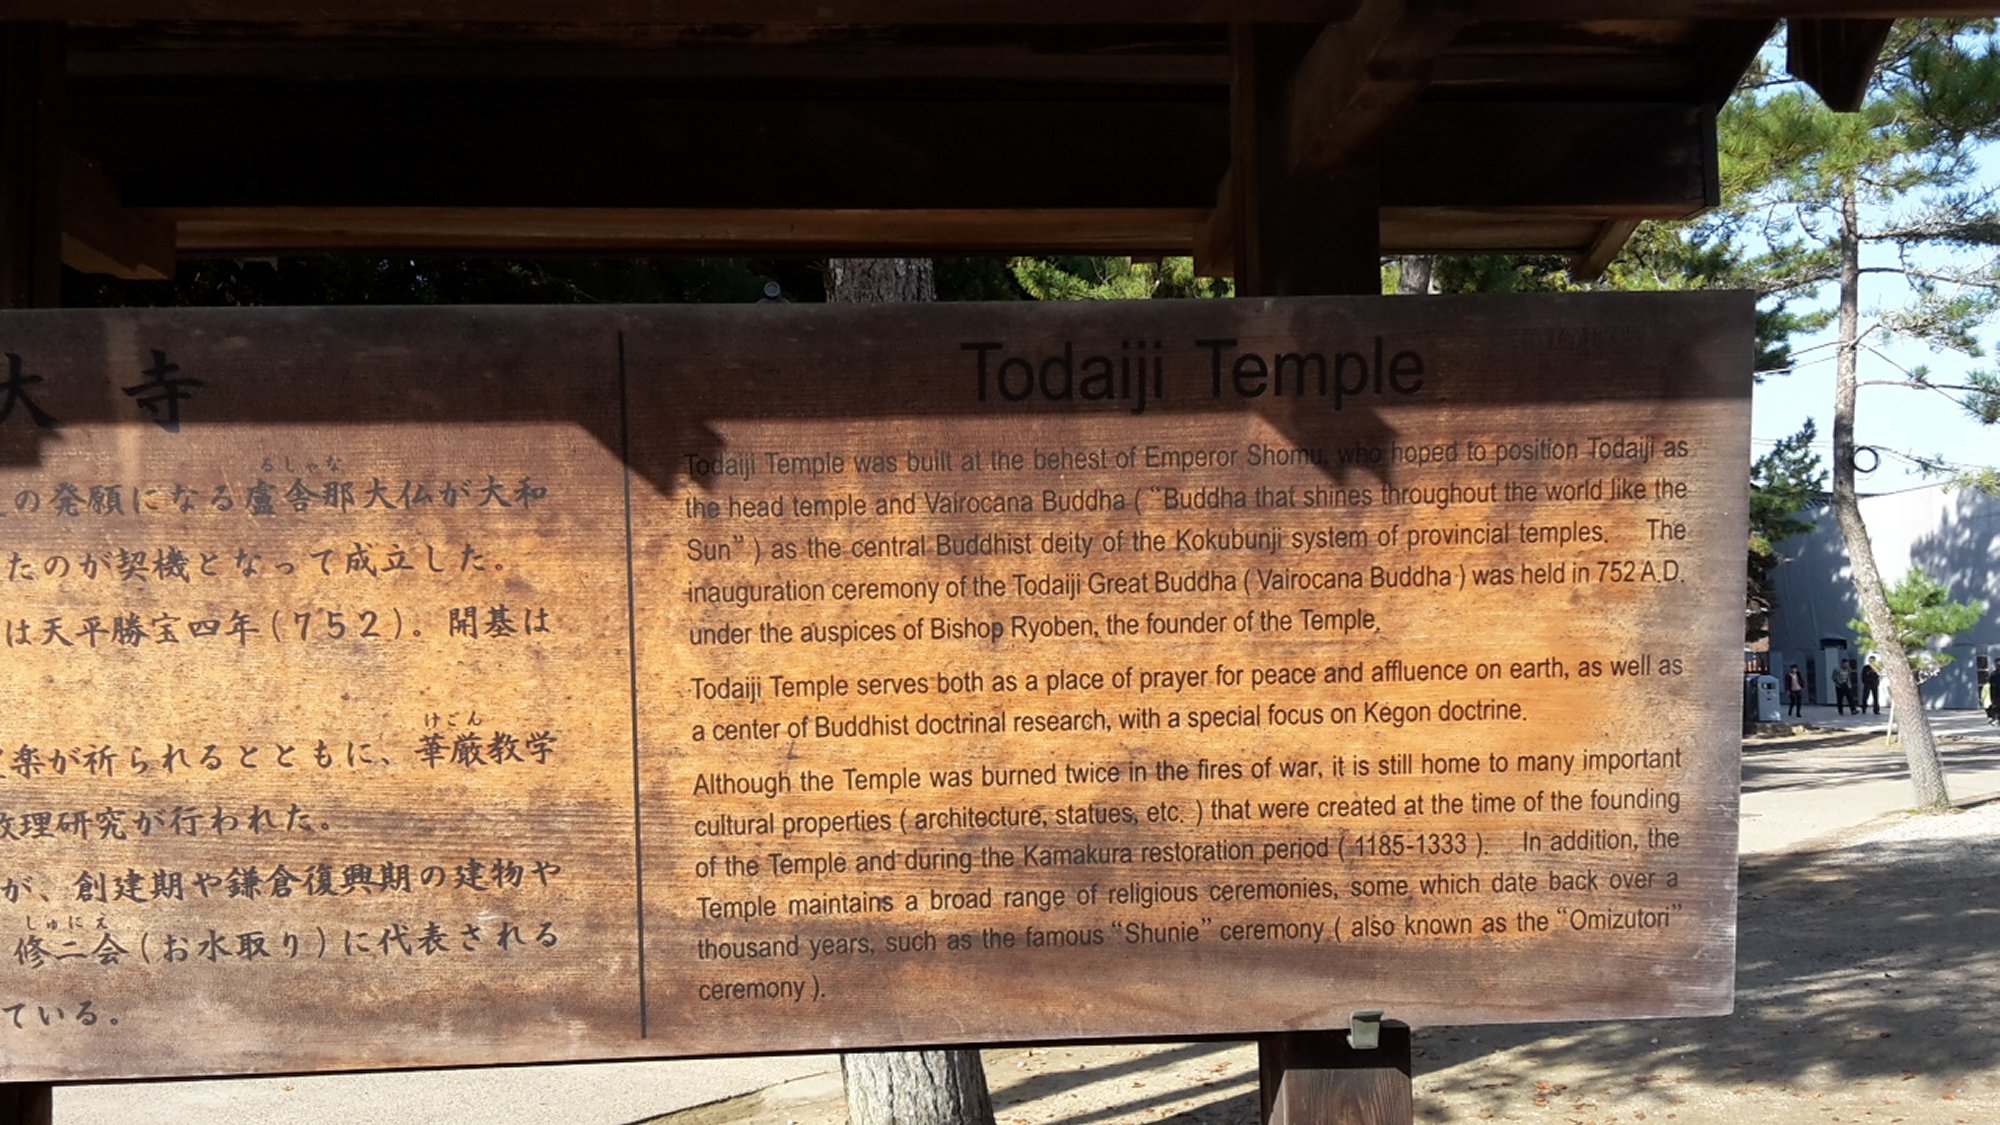 大寺
の発願になる盧舎那大仏が大和
るしゃな
たのが契機となって成立した。
は天平勝宝四年(752)。開基は
楽が祈られるとともに、華厳教学
けごん
教理研究が行われた。
が、創建期や鎌倉復興期の建物や
しゅにえ
修二会(お水取り)に代表される
ている。
Todaiji Temple
Todaiji Temple was built at the behest of Emperor Shomu, who hoped to position Todaiji as
the head temple and Vairocana Buddha ( “Buddha that shines throughout the world like the
Sun” ) as the central Buddhist deity of the Kokubunji system of provincial temples. The
inauguration ceremony of the Todaiji Great Buddha ( Vairocana Buddha ) was held in 752 A.D.
under the auspices of Bishop Ryoben, the founder of the Temple.
Todaiji Temple serves both as a place of prayer for peace and affluence on earth, as well as
a center of Buddhist doctrinal research, with a special focus on Kegon doctrine.
Although the Temple was burned twice in the fires of war, it is still home to many important
cultural properties ( architecture, statues, etc. ) that were created at the time of the founding
of the Temple and during the Kamakura restoration period ( 1185-1333 ). In addition, the
Temple maintains a broad range of religious ceremonies, some which date back over a
thousand years, such as the famous “Shunie” ceremony ( also known as the “Omizutori”
ceremony ).